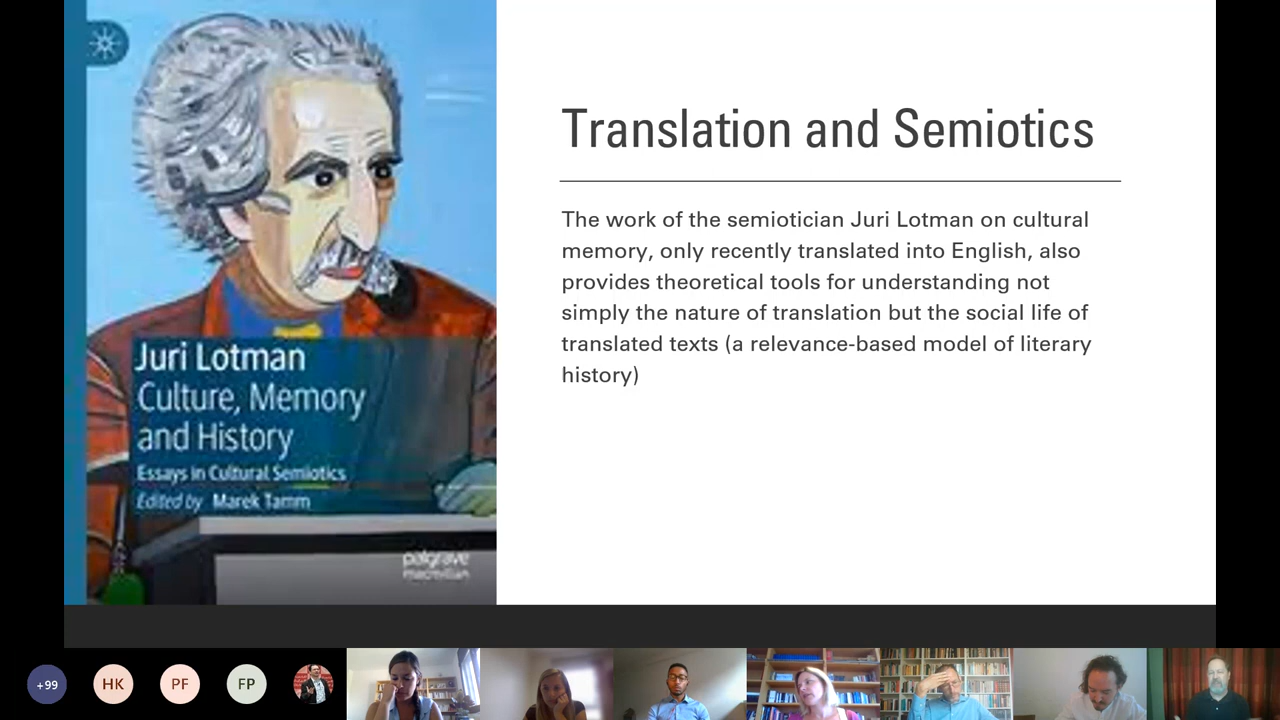 Juri Lotman
Culture, Memory
and History
Essays in Cultural Semiotics
Edited by Marek Tamm
palgrave
macmillan
Translation and Semiotics
The work of the semiotician Juri Lotman on cultural
memory, only recently translated into English, also
provides theoretical tools for understanding not
simply the nature of translation but the social life of
translated texts (a relevance-based model of literary
history)
+99
HK
PF
FP